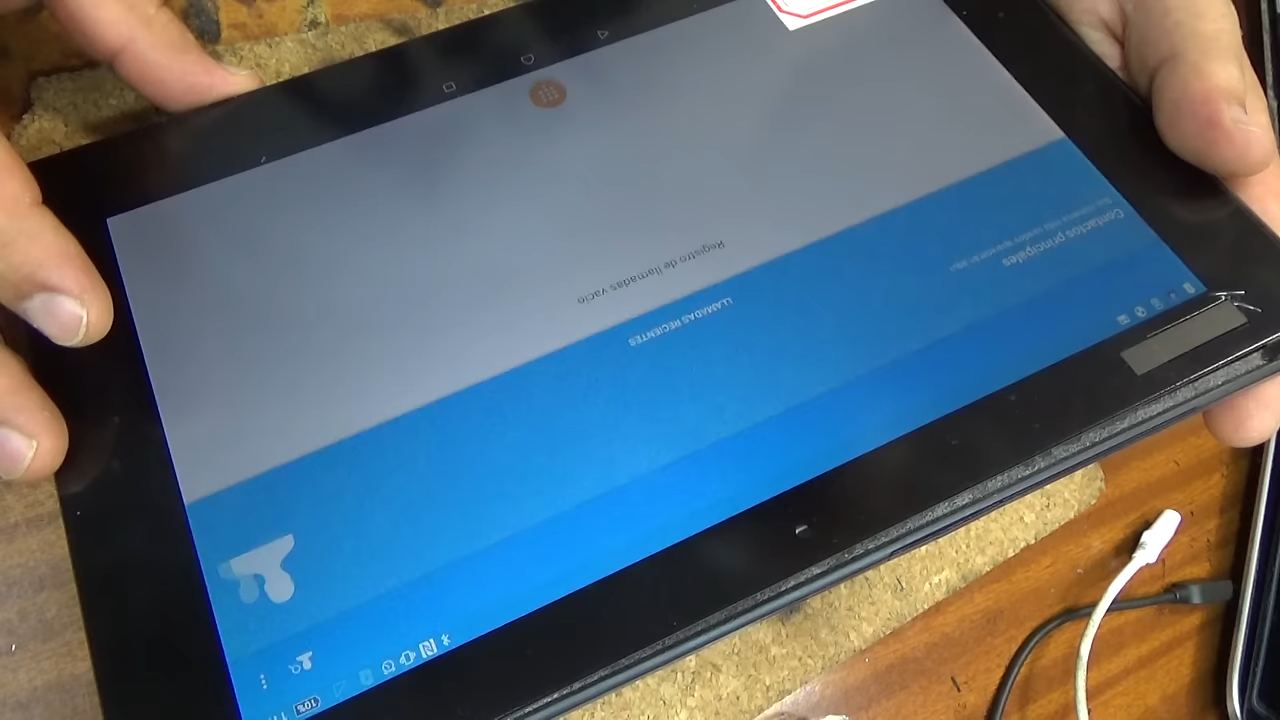 10%
Contactos principales
LLAMADAS RECIENTES
Registro de llamadas vacío